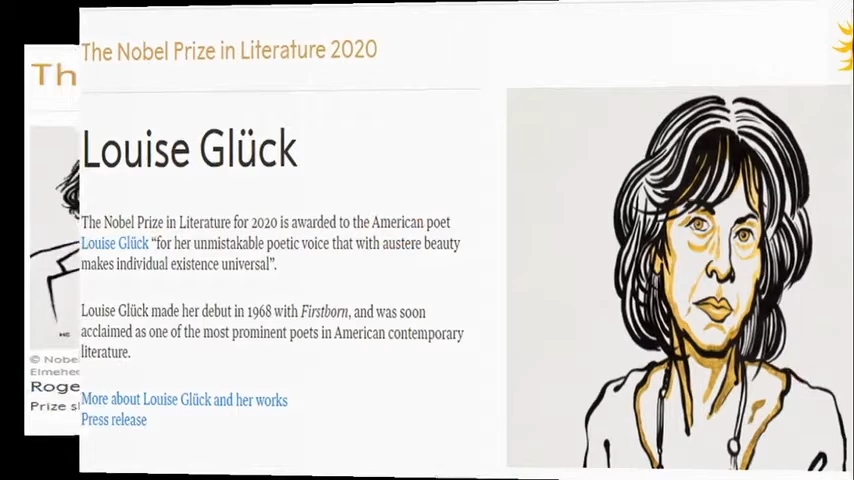 The Nobel Prize in Literature 2020
Louise Glück
The Nobel Prize in Literature for 2020 is awarded to the American poet
Louise Glück “for her unmistakable poetic voice that with austere beauty
makes individual existence universal”.
Louise Glück made her debut in 1968 with Firstborn, and was soon
acclaimed as one of the most prominent poets in American contemporary
literature.
More about Louise Glück and her works
Press release
Th
© Nobe
Elmehed
Roge
Prize s